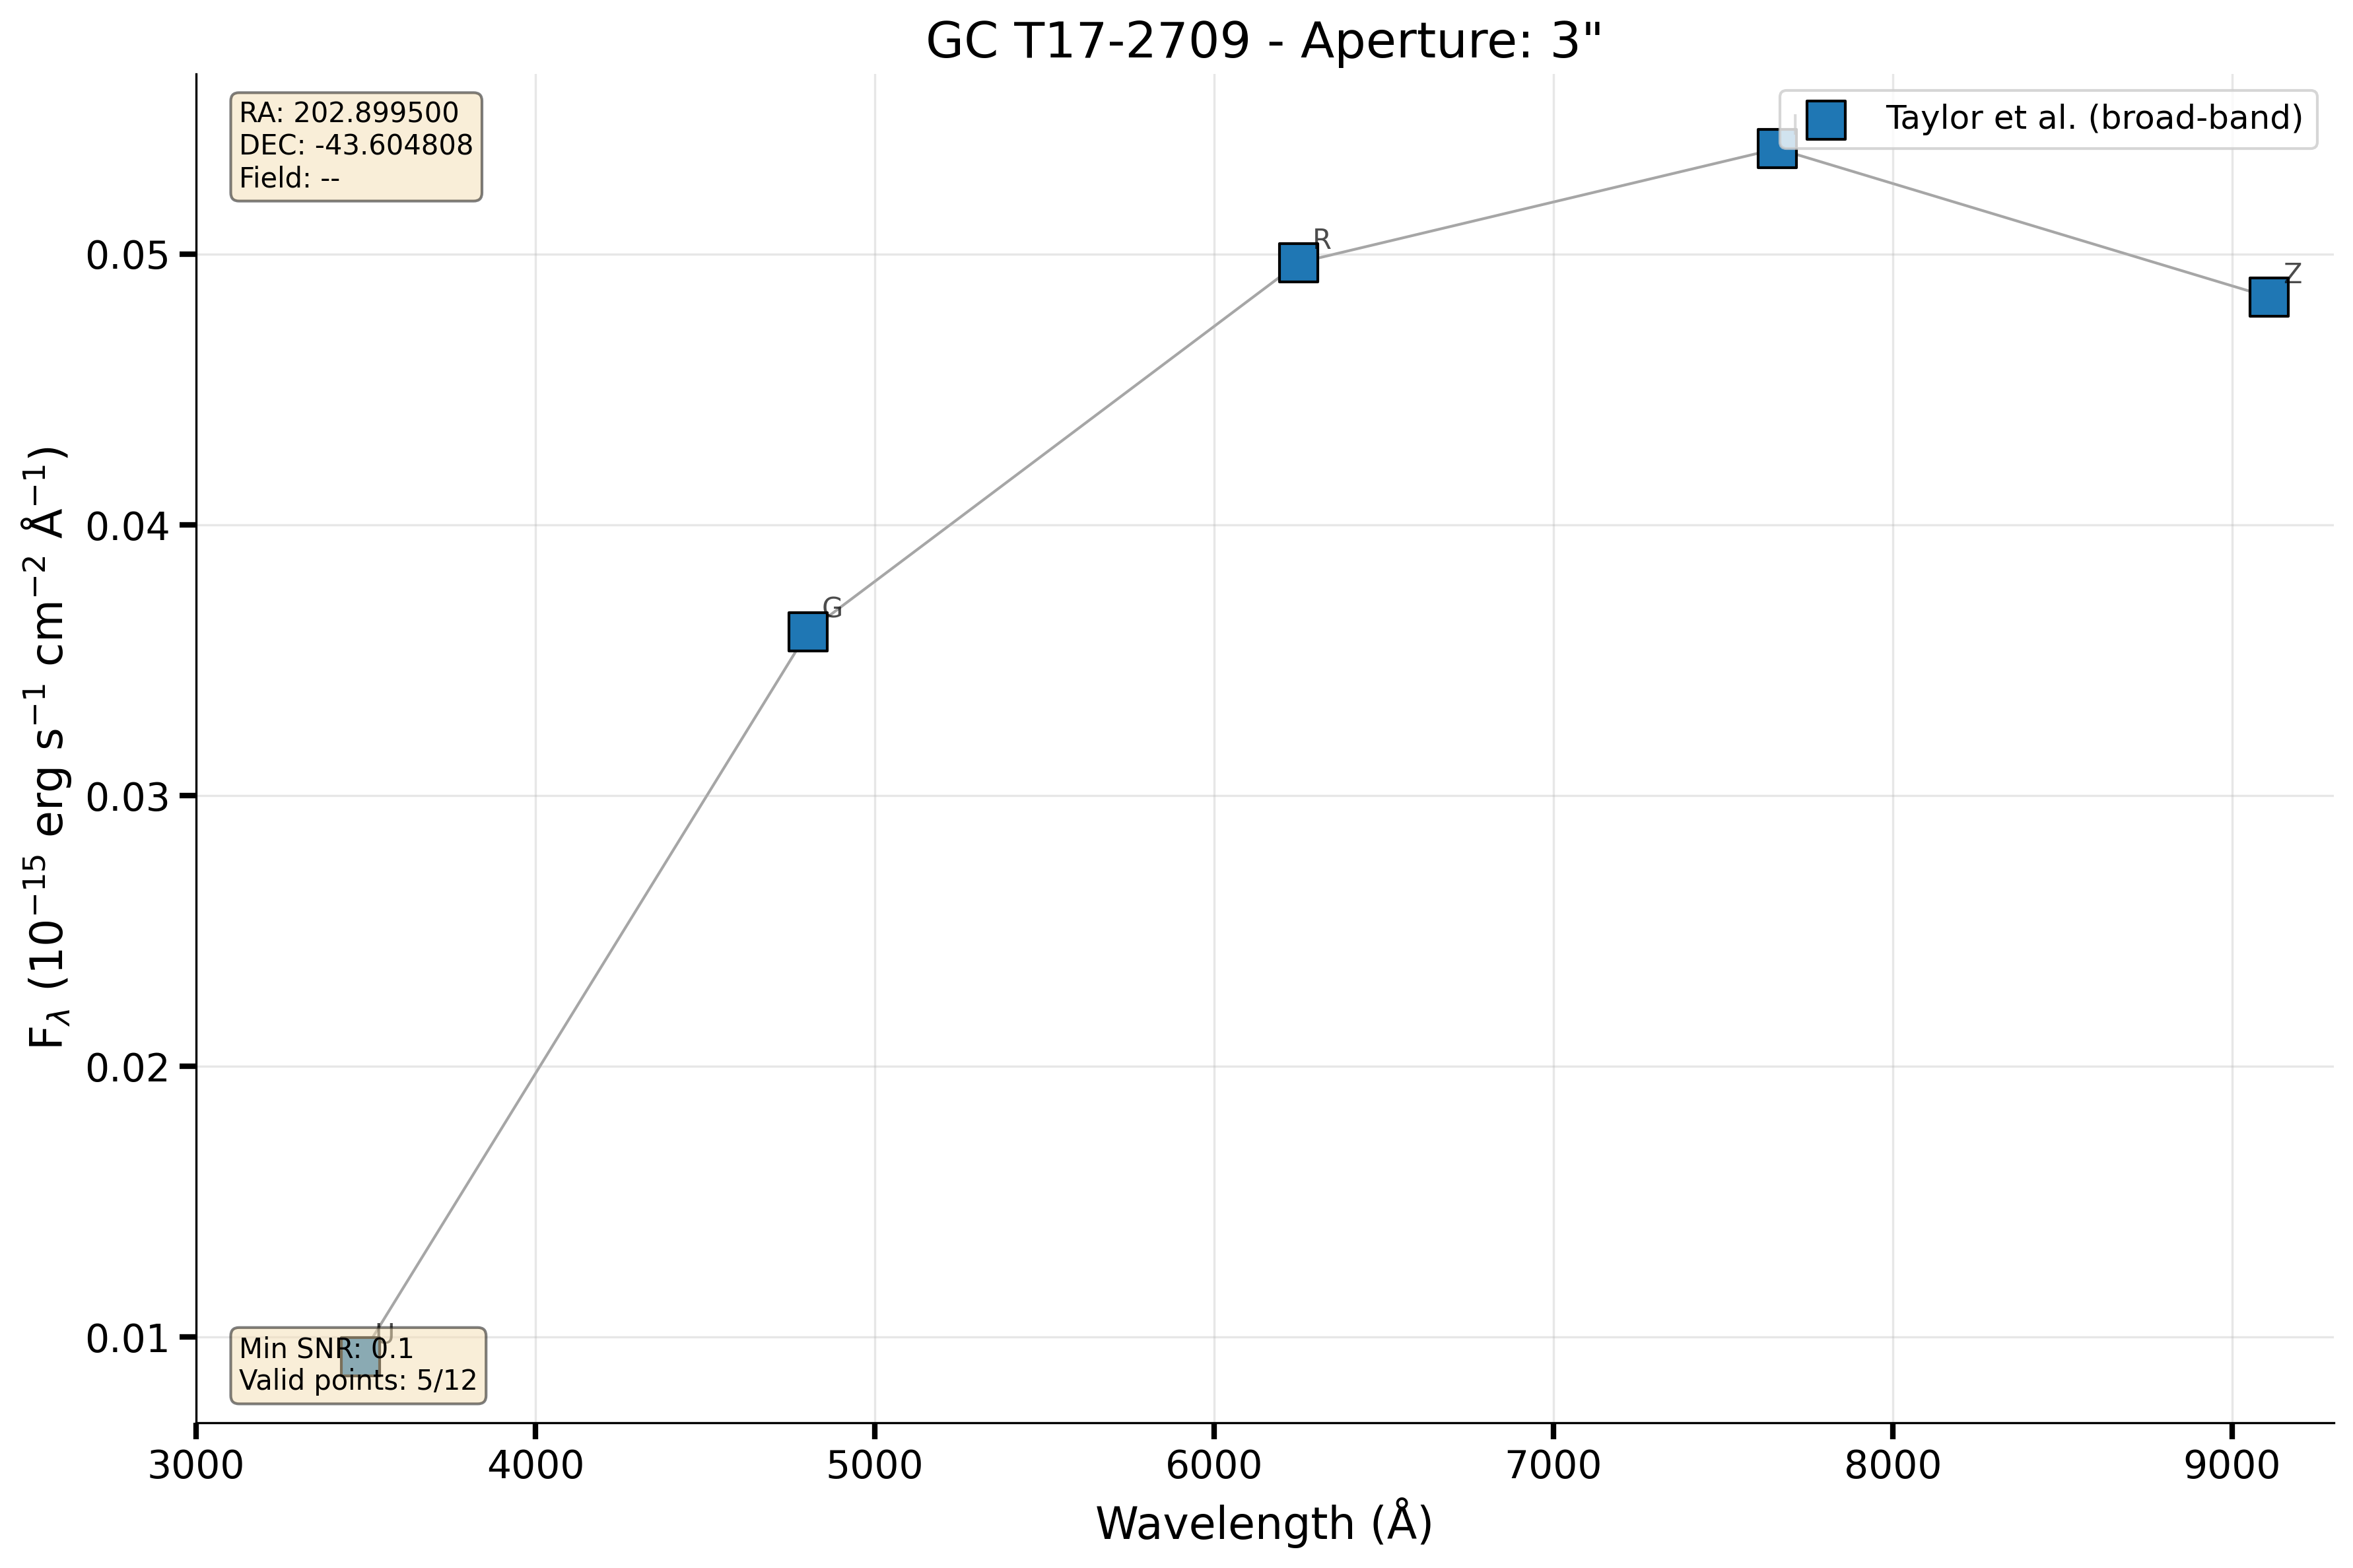 GC T17-2709 - Aperture: 3"
RA: 202.899500
DEC: -43.604808
Field: --
Taylor et al. (broad-band)
I
R
Z
G
U
Min SNR: 0.1
Valid points: 5/12
0.05
0.04
0.03
0.02
0.01
F_λ (10⁻¹⁵ erg s⁻¹ cm⁻² Å⁻¹)
3000 4000 5000 6000 7000 8000 9000
Wavelength (Å)